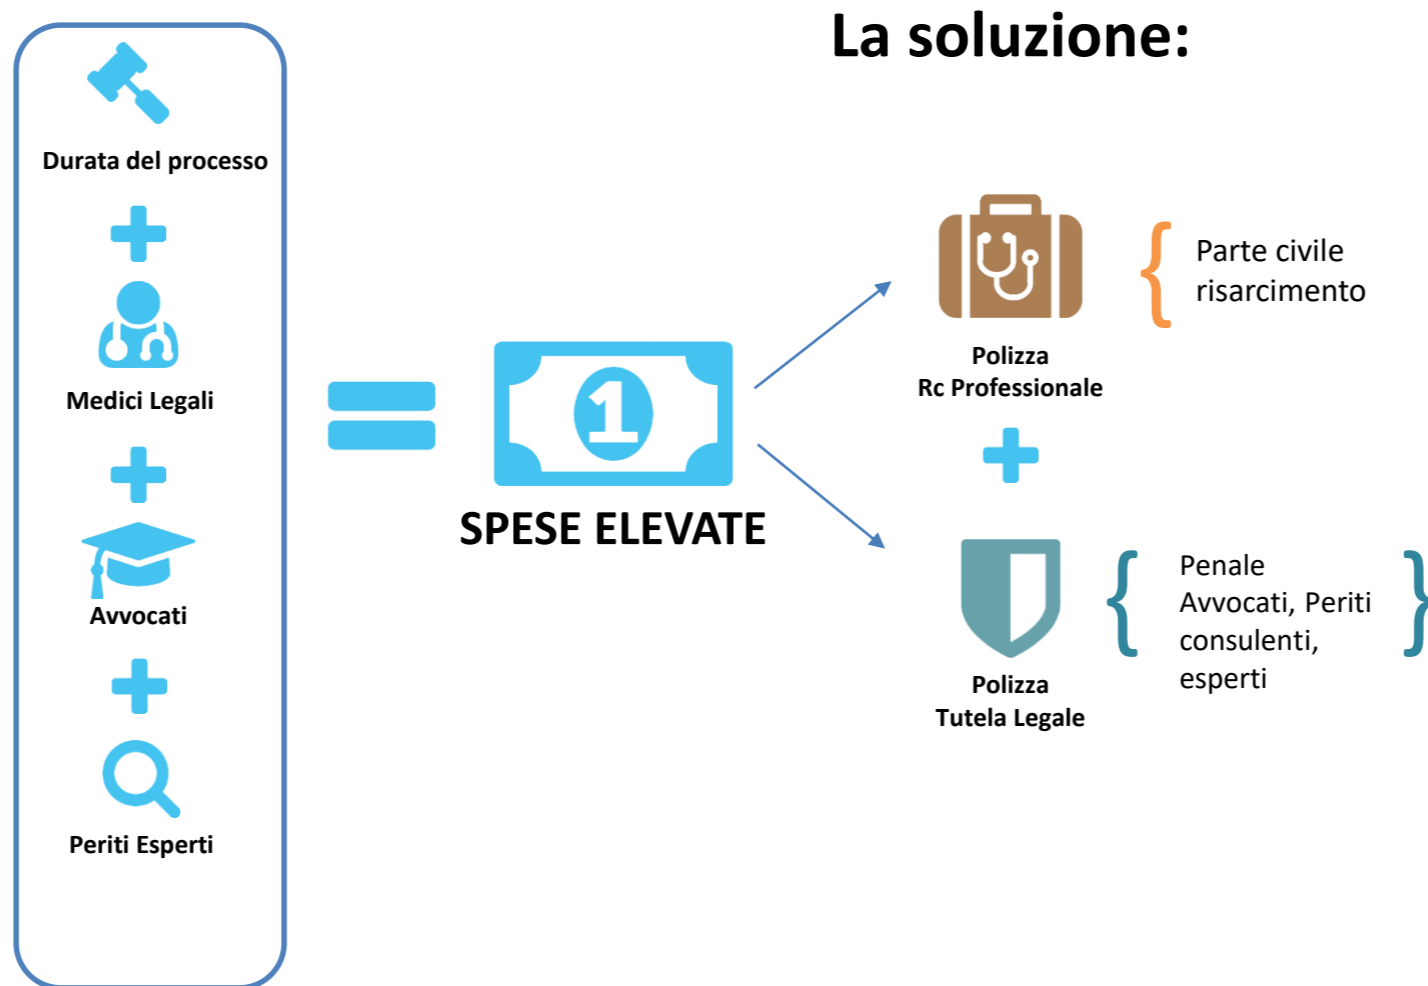 La soluzione:
Durata del processo
Medici Legali
Avvocati
Periti Esperti
1
SPESE ELEVATE
Polizza
Rc Professionale
Parte civile
risarcimento
Polizza
Tutela Legale
Penale
Avvocati, Periti
consulenti,
esperti